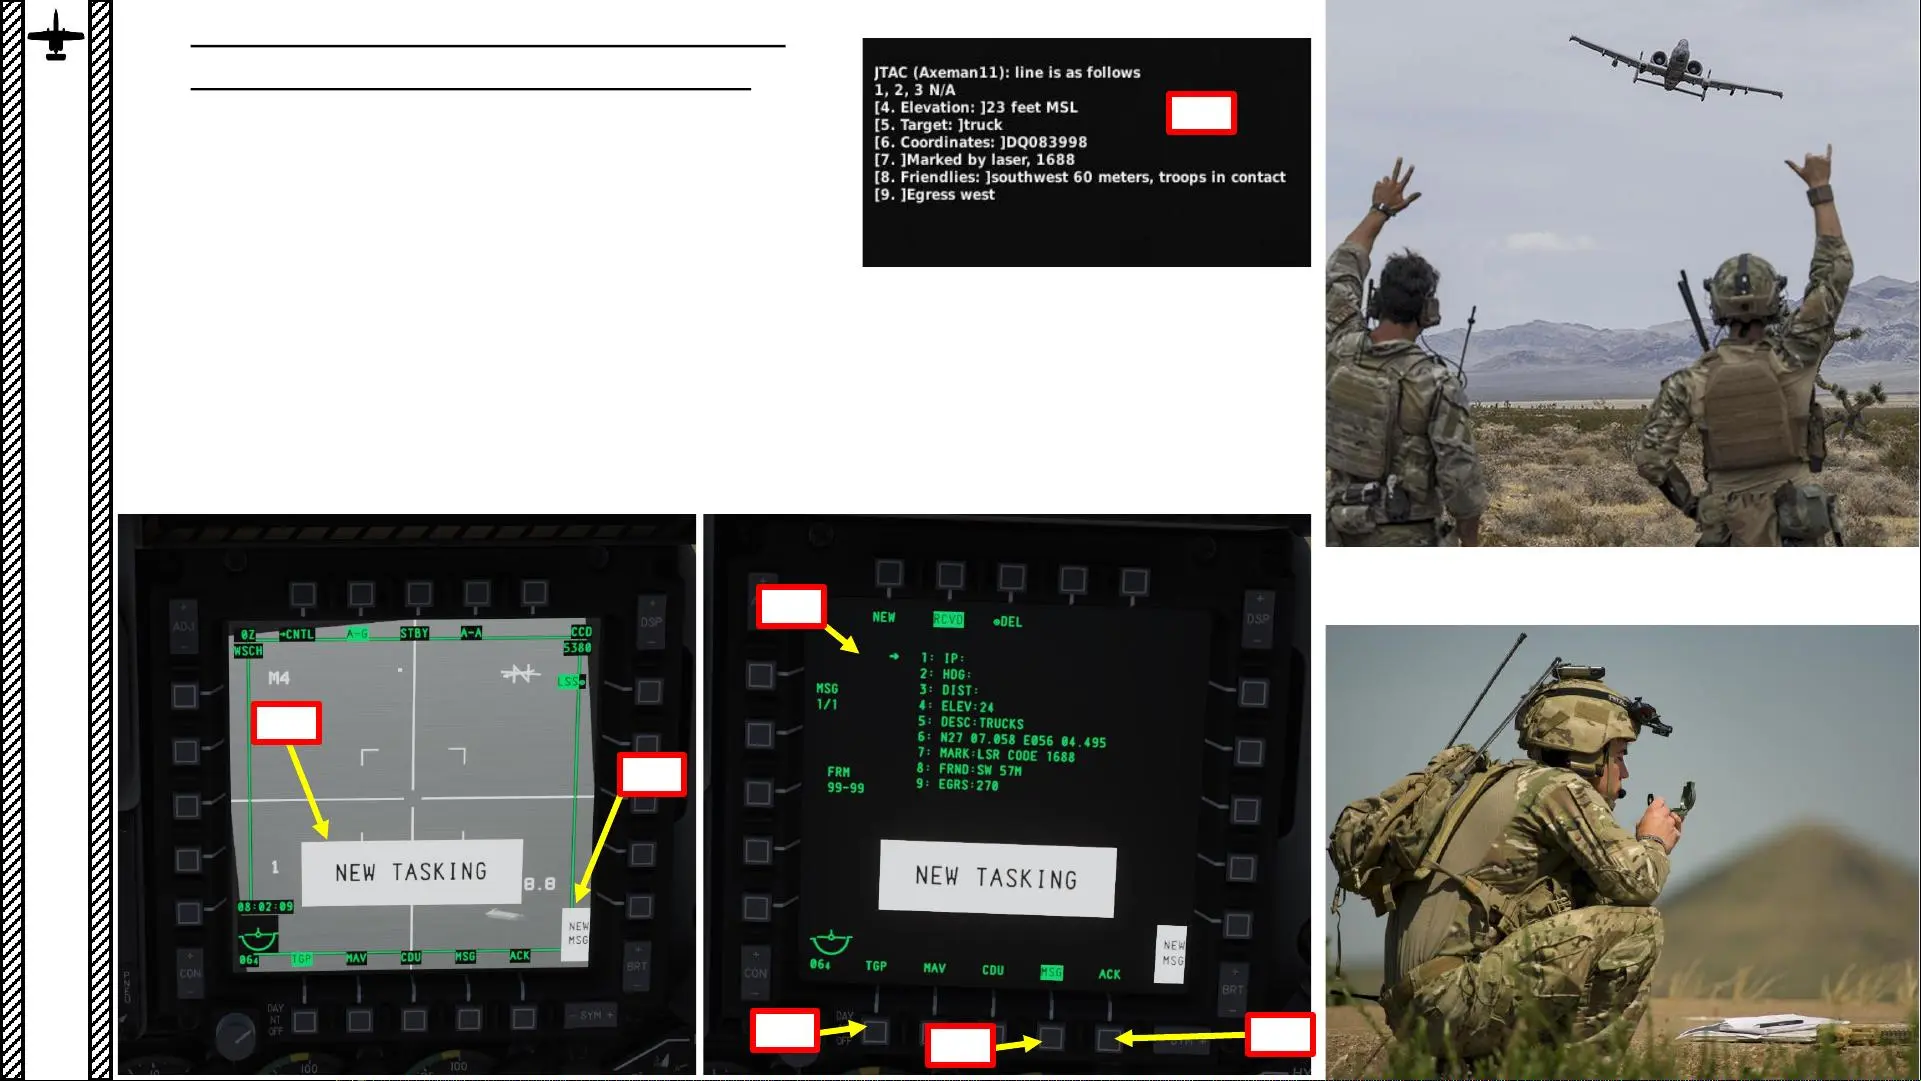 JTAC (Axeman11): line is as follows
1, 2, 3 N/A
[4. Elevation: ]23 feet MSL
[5. Target: ]truck
[6. Coordinates: ]DQ083998
[7. ]Marked by laser, 1688
[8. Friendlies: ]southwest 60 meters, troops in contact
[9. ]Egress west
ADJ
DSP
0Z →CNTL A-G STBY A-A CCD
WSCH
5380
M4
LSS
NEW TASKING
1
8.8
08:02:09
NEW
MSG
064 TGP MAV CDU MSG ACK
CON
BRT
DAY
NT
OFF
- SYM +
100
100
DSP
NEW RCVD DEL
→ 1: IP:
2: HDG:
3: DIST:
MSG
1/1
4: ELEV:24
5: DESC:TRUCKS
6: N27 07.058 E056 04.495
7: MARK:LSR CODE 1688
8: FRND:SW 57M
9: EGRS:270
FRM
99-99
NEW TASKING
NEW
MSG
064 TGP MAV CDU MSG ACK
CON
BRT
DAY
OFF